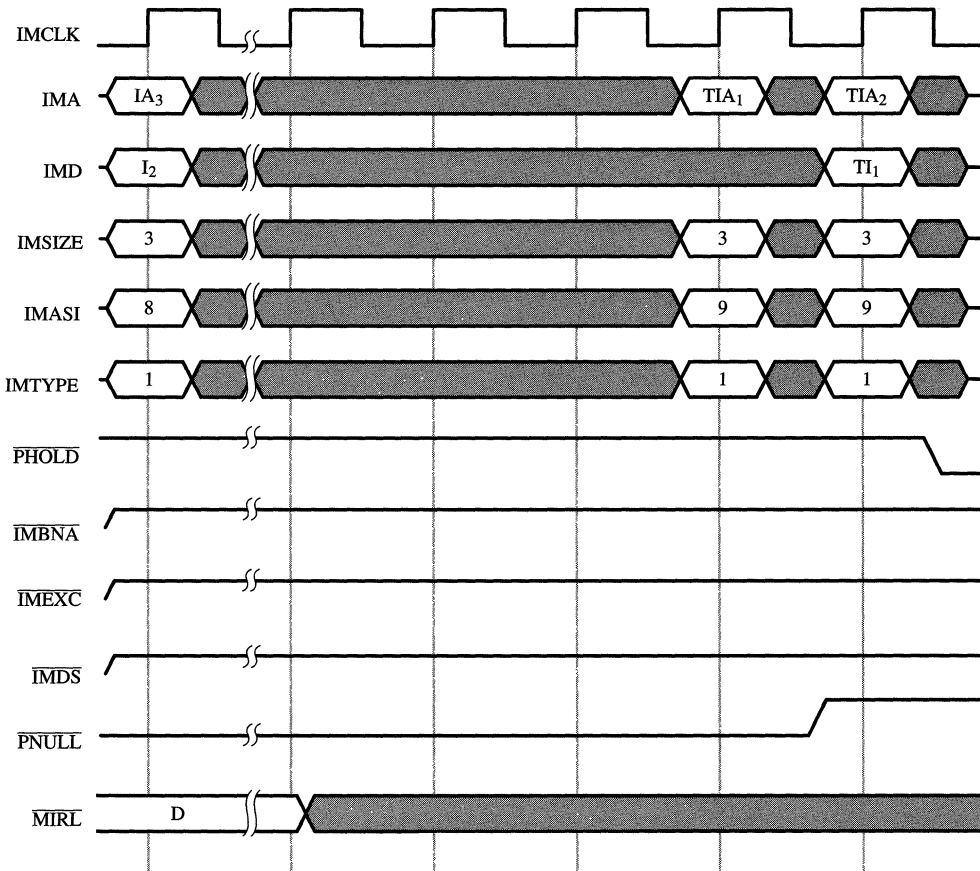 IMCLK
IMA IA3 TIA1 TIA2
IMD I2 TI1
IMSIZE 3 3 3
IMASI 8 9 9
IMTYPE 1 1 1
PHOLD
IMBNA
IMEXC
IMDS
PNULL
MIRL D